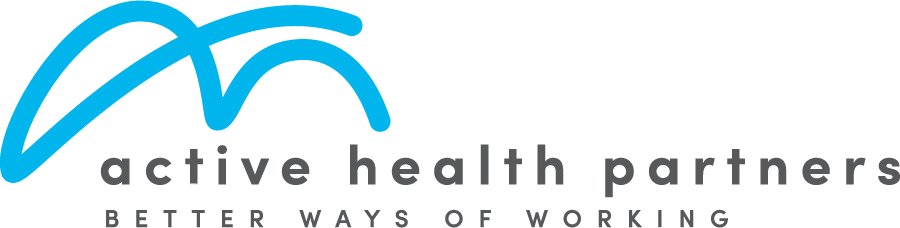 active health partners
BETTER WAYS OF WORKING